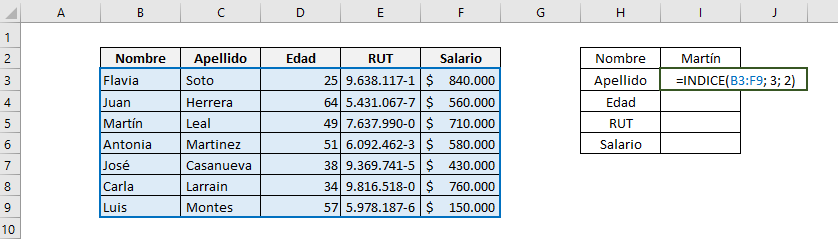 A B C D E F G H I J
1
2 Nombre Apellido Edad RUT Salario Nombre Martín
3 Flavia Soto 25 9.638.117-1 $ 840.000 Apellido =INDICE(B3:F9; 3; 2)
4 Juan Herrera 64 5.431.067-7 $ 560.000 Edad
5 Martín Leal 49 7.637.990-0 $ 710.000 RUT
6 Antonia Martinez 51 6.092.462-3 $ 580.000 Salario
7 José Casanueva 38 9.369.741-5 $ 430.000
8 Carla Larrain 34 9.816.518-0 $ 760.000
9 Luis Montes 57 5.978.187-6 $ 150.000
10